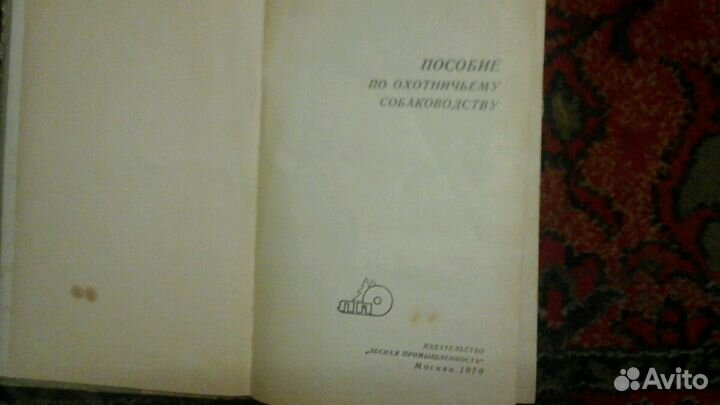 ПОСОБИЕ
ПО ОХОТНИЧЬЕМУ
СОБАКОВОДСТВУ
ИЗДАТЕЛЬСТВО
„ЛЕСНАЯ ПРОМЫШЛЕННОСТЬ“
Москва 1970
Avito